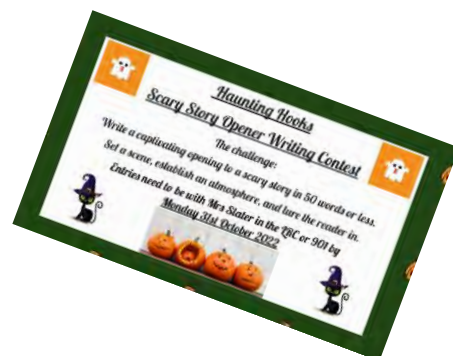 Haunting Hooks
Scary Story Opener Writing Contest
The challenge:
Write a captivating opening to a scary story in 50 words or less.
Set a scene, establish an atmosphere, and lure the reader in.
Entries need to be with Mrs Slater in the LRC or 901 by
Monday 31st October 2022